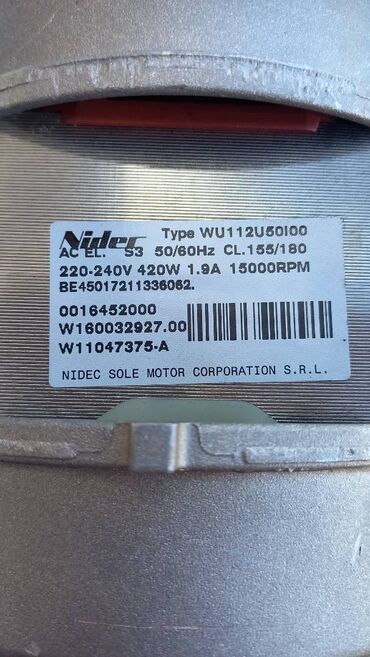 Nidec Type WU112U50I00
AC EL. S3 50/60Hz CL.155/180
220-240V 420W 1.9A 15000RPM
BE45017211336062.
0016452000
W160032927.00
W11047375-A
NIDEC SOLE MOTOR CORPORATION S.R.L.